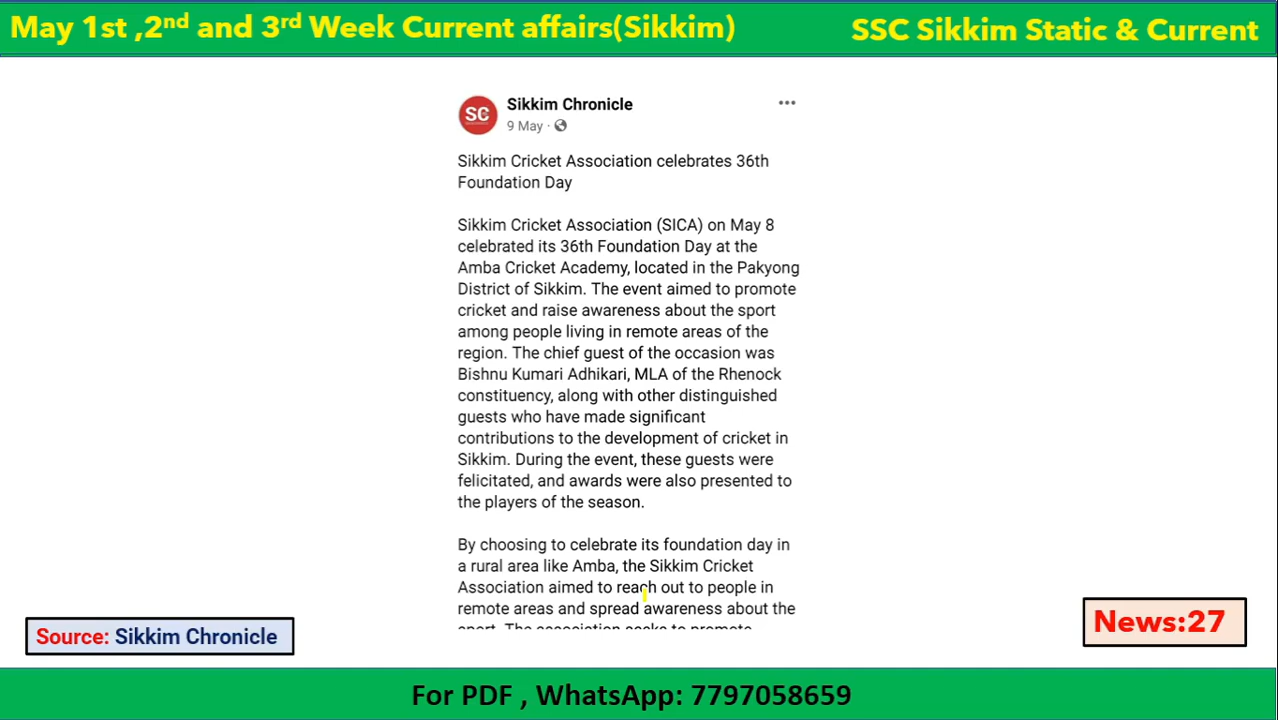 May 1st ,2nd and 3rd Week Current affairs(Sikkim)
SSC Sikkim Static & Current
SC
Sikkim Chronicle
9 May ·
Sikkim Cricket Association celebrates 36th
Foundation Day
Sikkim Cricket Association (SICA) on May 8
celebrated its 36th Foundation Day at the
Amba Cricket Academy, located in the Pakyong
District of Sikkim. The event aimed to promote
cricket and raise awareness about the sport
among people living in remote areas of the
region. The chief guest of the occasion was
Bishnu Kumari Adhikari, MLA of the Rhenock
constituency, along with other distinguished
guests who have made significant
contributions to the development of cricket in
Sikkim. During the event, these guests were
felicitated, and awards were also presented to
the players of the season.
By choosing to celebrate its foundation day in
a rural area like Amba, the Sikkim Cricket
Association aimed to reach out to people in
remote areas and spread awareness about the
sport. The association seeks to promote
Source: Sikkim Chronicle
News:27
For PDF , WhatsApp: 7797058659